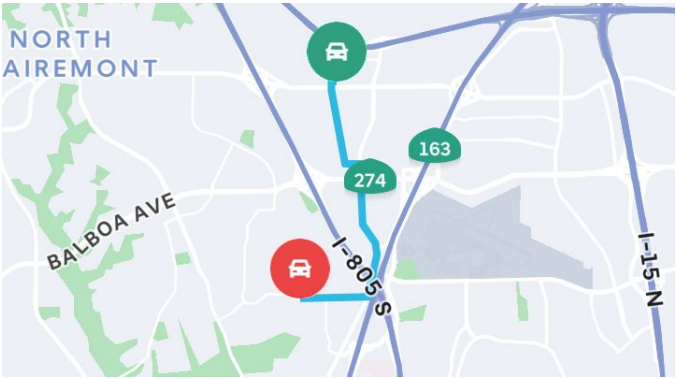 NORTH
AIREMONT
163
274
BALBOA AVE
I-805 S
I-15 N